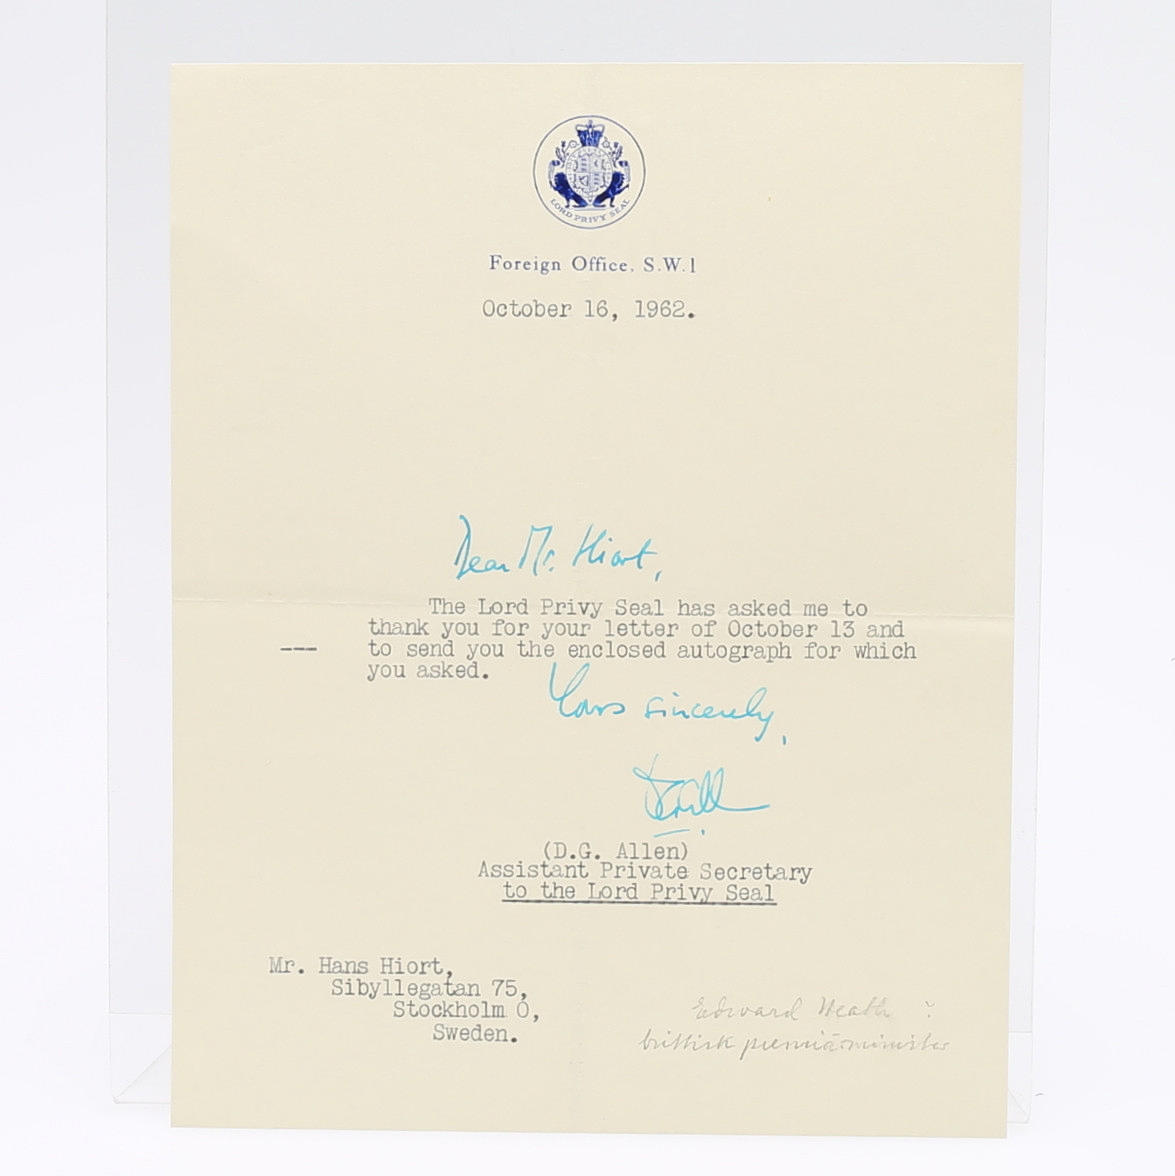 LORD PRIVY SEAL
Foreign Office, S.W.1
October 16, 1962.
Dear Mr. Hiort,
The Lord Privy Seal has asked me to
thank you for your letter of October 13 and
--- to send you the enclosed autograph for which
you asked.
Yours sincerely,
(D.G. Allen)
Assistant Private Secretary
to the Lord Privy Seal
Mr. Hans Hiort,
Sibyllegatan 75,
Stockholm O,
Sweden.
Edward Heath :
brittisk premiärminister